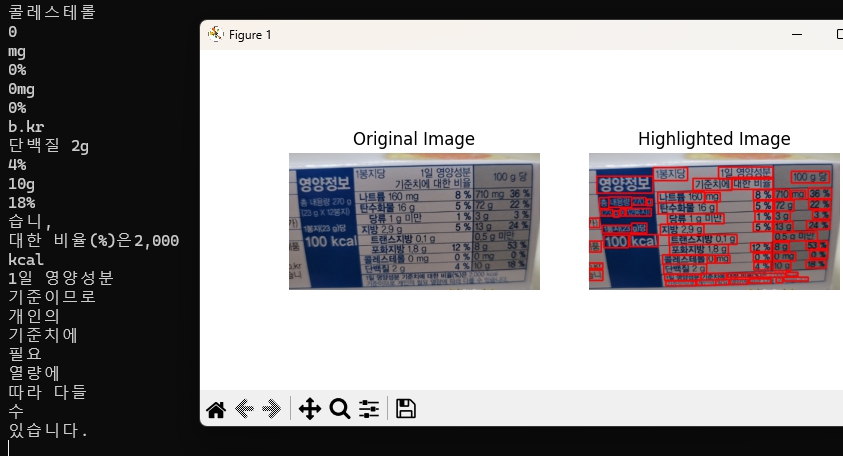 콜레스테롤
0
mg
0%
0mg
0%
b.kr
단백질 2g
4%
10g
18%
습니,
대한 비율(%)은2,000
kcal
1일 영양성분
기준이므로
개인의
기준치에
필요
열량에
따라 다들
수
있습니다.
Figure 1
Original Image
영양정보
총 내용량 270 g
(23 g X 12봉지)
1봉지(23 g)당
100 kcal
1봉지당 1일 영양성분 기준치에 대한 비율 100 g 당
나트륨 160 mg 8 % 710 mg 36 %
탄수화물 16 g 5 % 72 g 22 %
당류 1 g 미만 1 % 3 g 3 %
지방 2.9 g 5 % 13 g 24 %
트랜스지방 0.1 g 0.5 g 미만
포화지방 1.8 g 12 % 8 g 53 %
콜레스테롤 0 mg 0 % 0 mg 0 %
단백질 2 g 4 % 10 g 18 %
Highlighted Image
영양정보
100 kcal
1봉지당 1일 영양성분 기준치에 대한 비율 100 g 당
나트륨 160 mg 8 % 710 mg 36 %
탄수화물 16 g 5 % 72 g 22 %
당류 1 g 미만 1 % 3 g 3 %
지방 2.9 g 5 % 13 g 24 %
트랜스지방 0.1 g 0.5 g 미만
포화지방 1.8 g 12 % 8 g 53 %
콜레스테롤 0 mg 0 % 0 mg 0 %
단백질 2 g 4 % 10 g 18 %